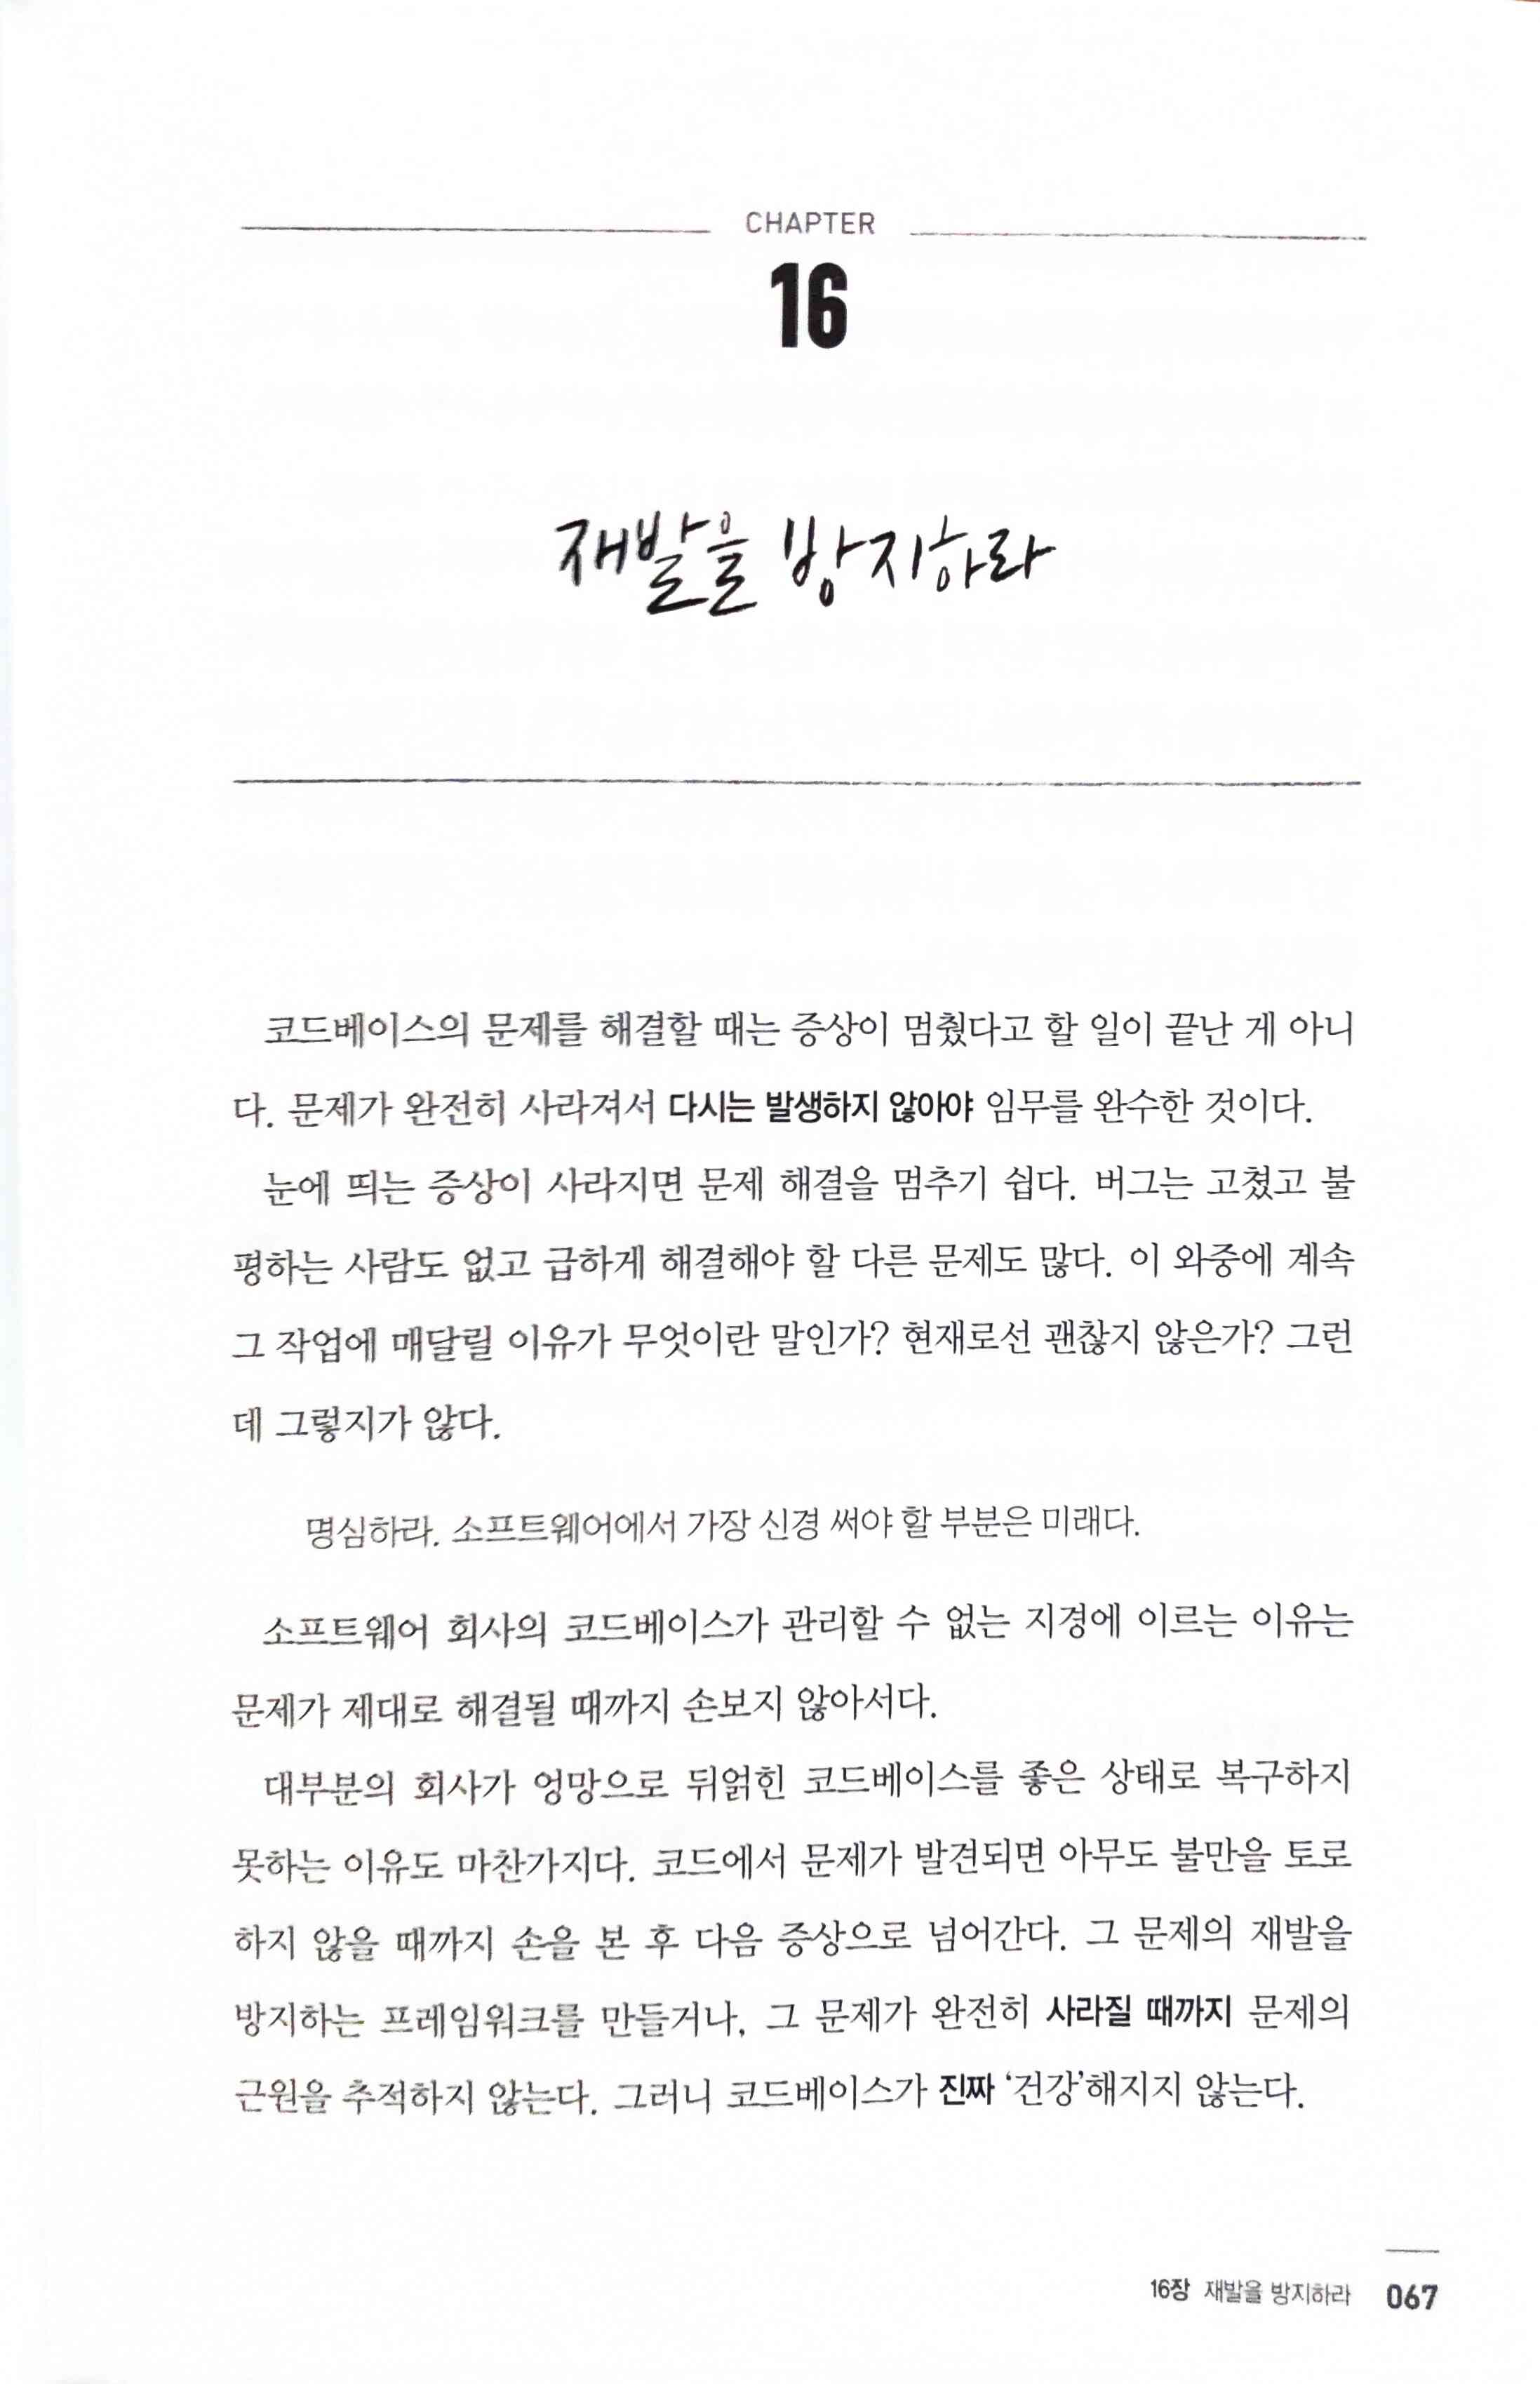 CHAPTER
16
재발을 방지하라
코드베이스의 문제를 해결할 때는 증상이 멈췄다고 할 일이 끝난 게 아니
다. 문제가 완전히 사라져서 다시는 발생하지 않아야 임무를 완수한 것이다.
눈에 띄는 증상이 사라지면 문제 해결을 멈추기 쉽다. 버그는 고쳤고 불
평하는 사람도 없고 급하게 해결해야 할 다른 문제도 많다. 이 와중에 계속
그 작업에 매달릴 이유가 무엇이란 말인가? 현재로선 괜찮지 않은가? 그런
데 그렇지가 않다.
명심하라. 소프트웨어에서 가장 신경 써야 할 부분은 미래다.
소프트웨어 회사의 코드베이스가 관리할 수 없는 지경에 이르는 이유는
문제가 제대로 해결될 때까지 손보지 않아서다.
대부분의 회사가 엉망으로 뒤얽힌 코드베이스를 좋은 상태로 복구하지
못하는 이유도 마찬가지다. 코드에서 문제가 발견되면 아무도 불만을 토로
하지 않을 때까지 손을 본 후 다음 증상으로 넘어간다. 그 문제의 재발을
방지하는 프레임워크를 만들거나, 그 문제가 완전히 사라질 때까지 문제의
근원을 추적하지 않는다. 그러니 코드베이스가 진짜 ‘건강’해지지 않는다.
16장 재발을 방지하라 067